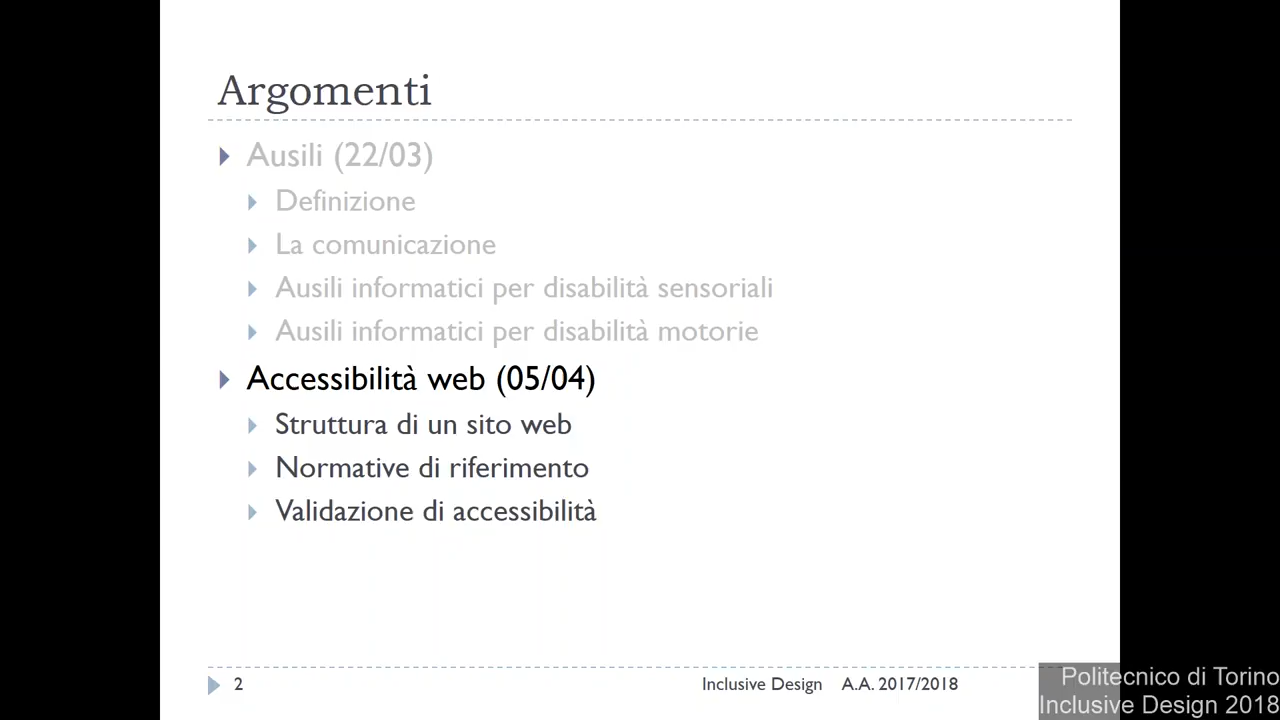 Argomenti
Ausili (22/03)
Definizione
La comunicazione
Ausili informatici per disabilità sensoriali
Ausili informatici per disabilità motorie
Accessibilità web (05/04)
Struttura di un sito web
Normative di riferimento
Validazione di accessibilità
2
Inclusive Design A.A. 2017/2018
Politecnico di Torino
Inclusive Design 2018